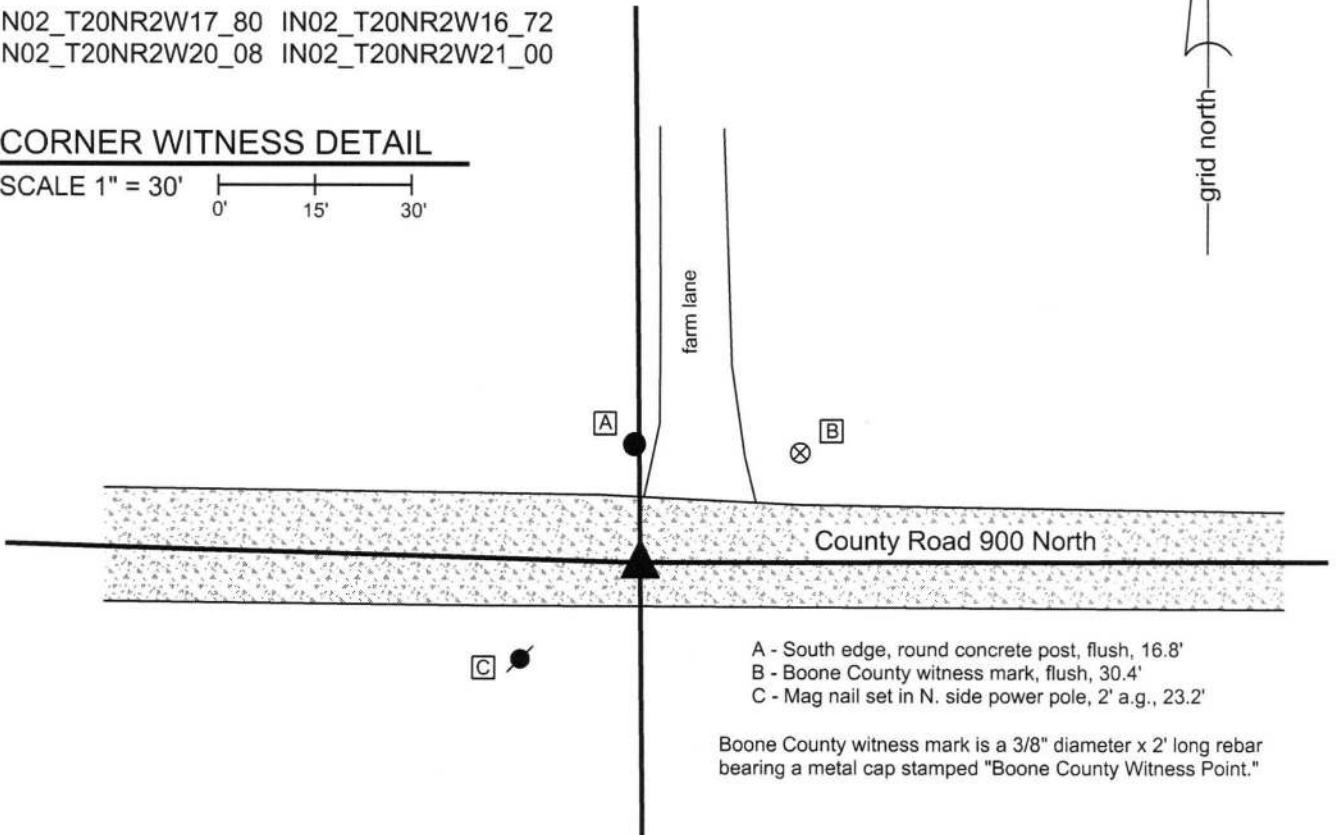 N02_T20NR2W17_80 IN02_T20NR2W16_72
N02_T20NR2W20_08 IN02_T20NR2W21_00
CORNER WITNESS DETAIL
SCALE 1" = 30'
0' 15' 30'
grid north
farm lane
A
B
County Road 900 North
C
A - South edge, round concrete post, flush, 16.8'
B - Boone County witness mark, flush, 30.4'
C - Mag nail set in N. side power pole, 2' a.g., 23.2'
Boone County witness mark is a 3/8" diameter x 2' long rebar
bearing a metal cap stamped "Boone County Witness Point."